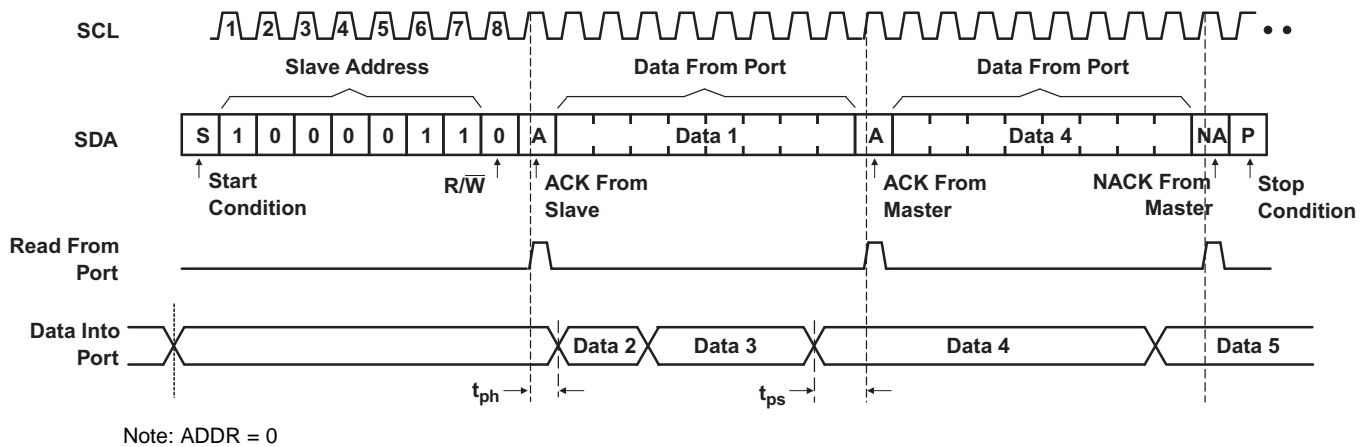 SCL
1 2 3 4 5 6 7 8
Slave Address
Data From Port
Data From Port
SDA
S 1 0 0 0 0 1 1 0 A Data 1 A Data 4 NA P
Start
Condition
R/W̅
ACK From
Slave
ACK From
Master
NACK From
Master
Stop
Condition
Read From
Port
Data Into
Port
Data 2 Data 3 Data 4 Data 5
tph
tps
Note: ADDR = 0